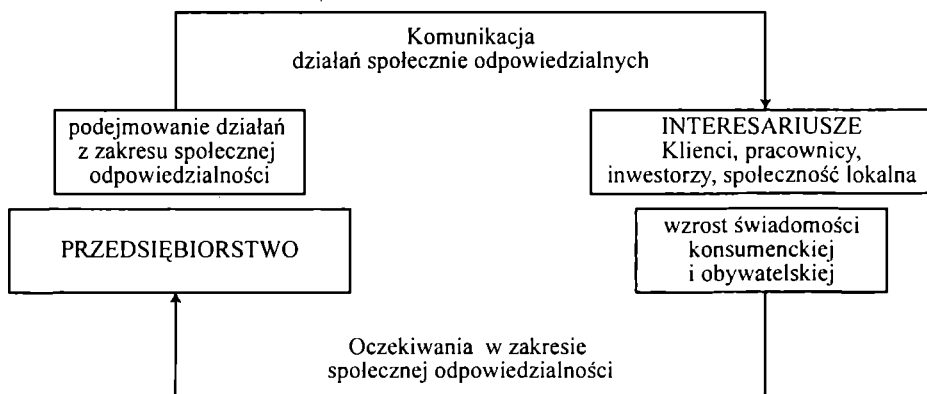 Komunikacja
działań społecznie odpowiedzialnych
podejmowanie działań
z zakresu społecznej
odpowiedzialności
INTERESARIUSZE
Klienci, pracownicy,
inwestorzy, społeczność lokalna
PRZEDSIĘBIORSTWO
wzrost świadomości
konsumenckiej
i obywatelskiej
Oczekiwania w zakresie
społecznej odpowiedzialności